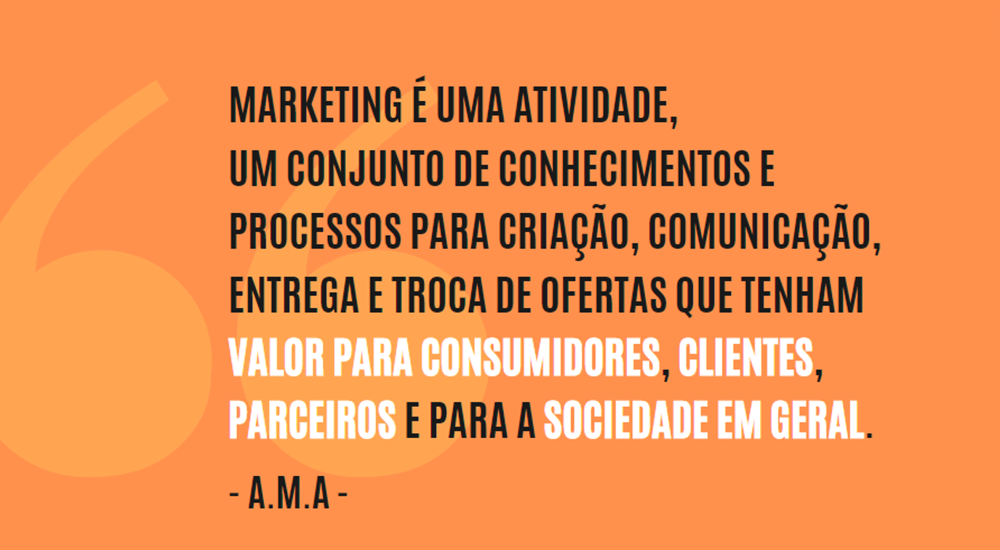 MARKETING É UMA ATIVIDADE,
UM CONJUNTO DE CONHECIMENTOS E
PROCESSOS PARA CRIAÇÃO, COMUNICAÇÃO,
ENTREGA E TROCA DE OFERTAS QUE TENHAM
VALOR PARA CONSUMIDORES, CLIENTES,
PARCEIROS E PARA A SOCIEDADE EM GERAL.
- A.M.A -